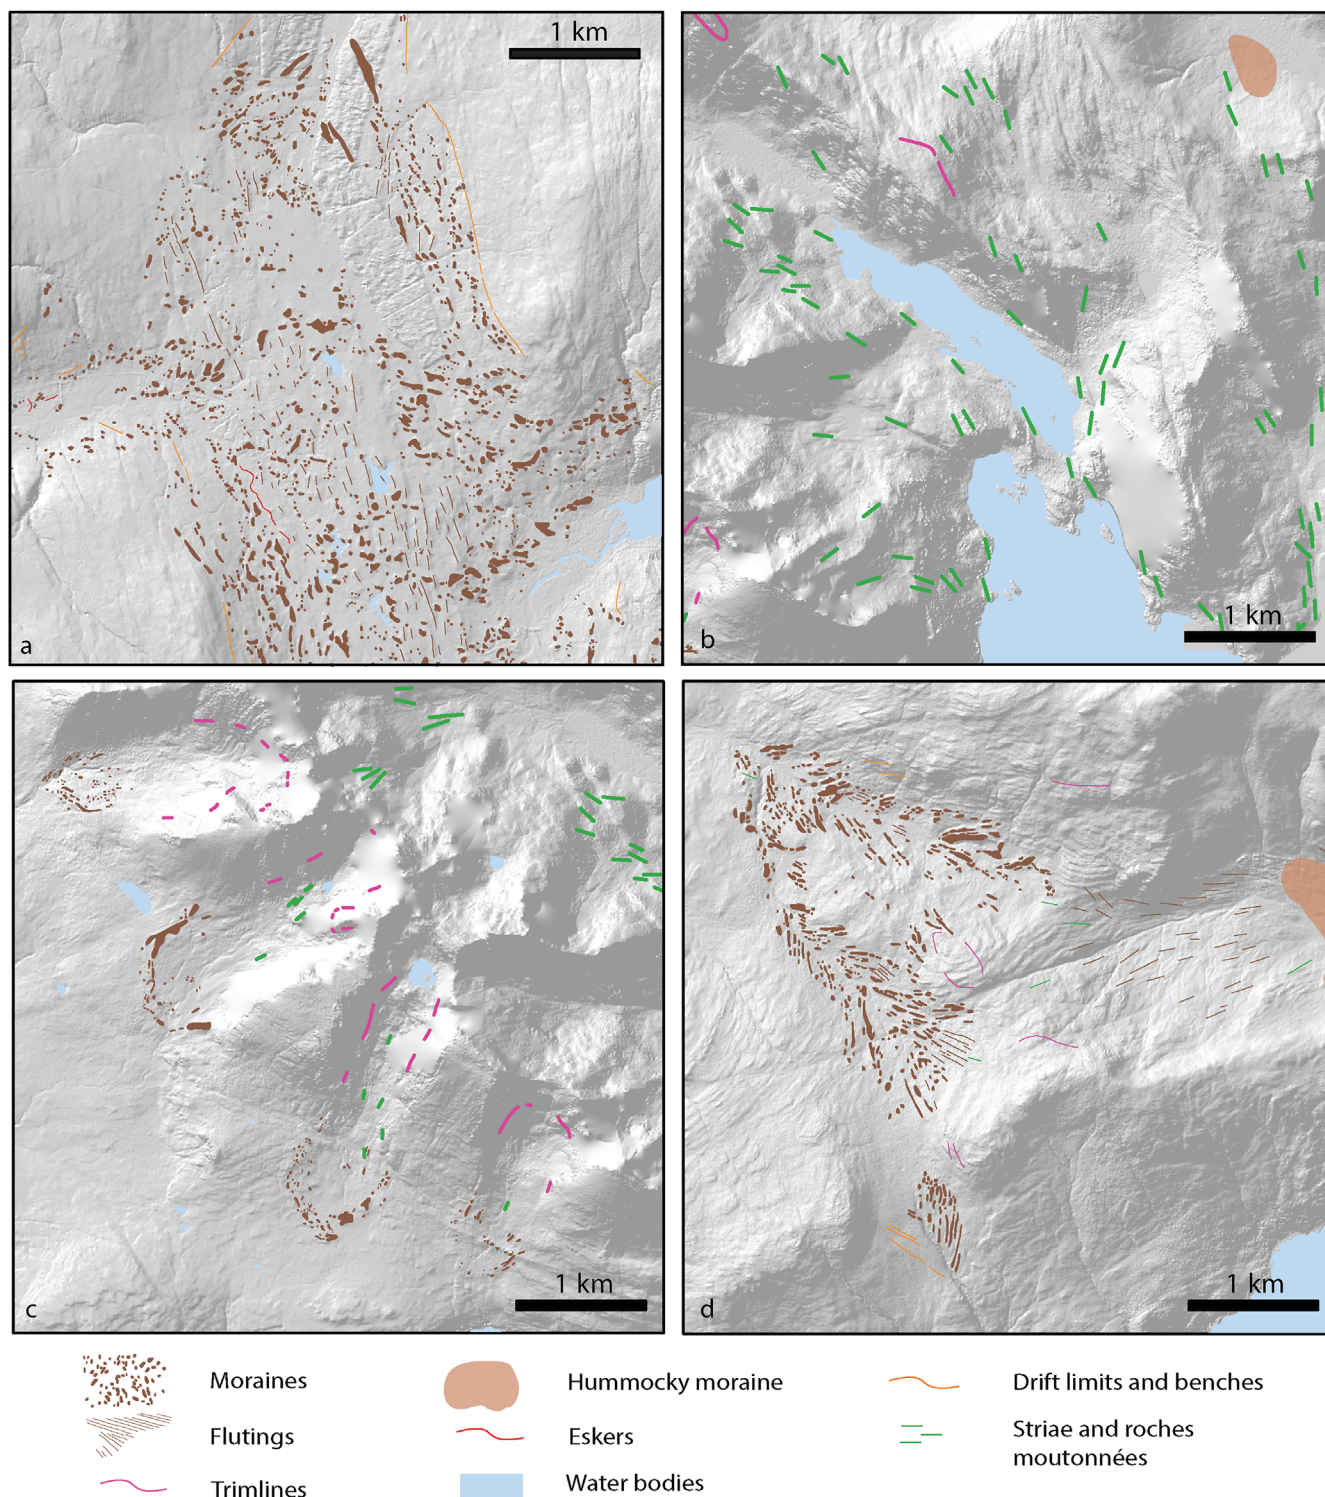 1 km
a
b
1 km
c
1 km
d
1 km
Moraines
Hummocky moraine
Drift limits and benches
Flutings
Eskers
Striae and roches
moutonnées
Trimlines
Water bodies